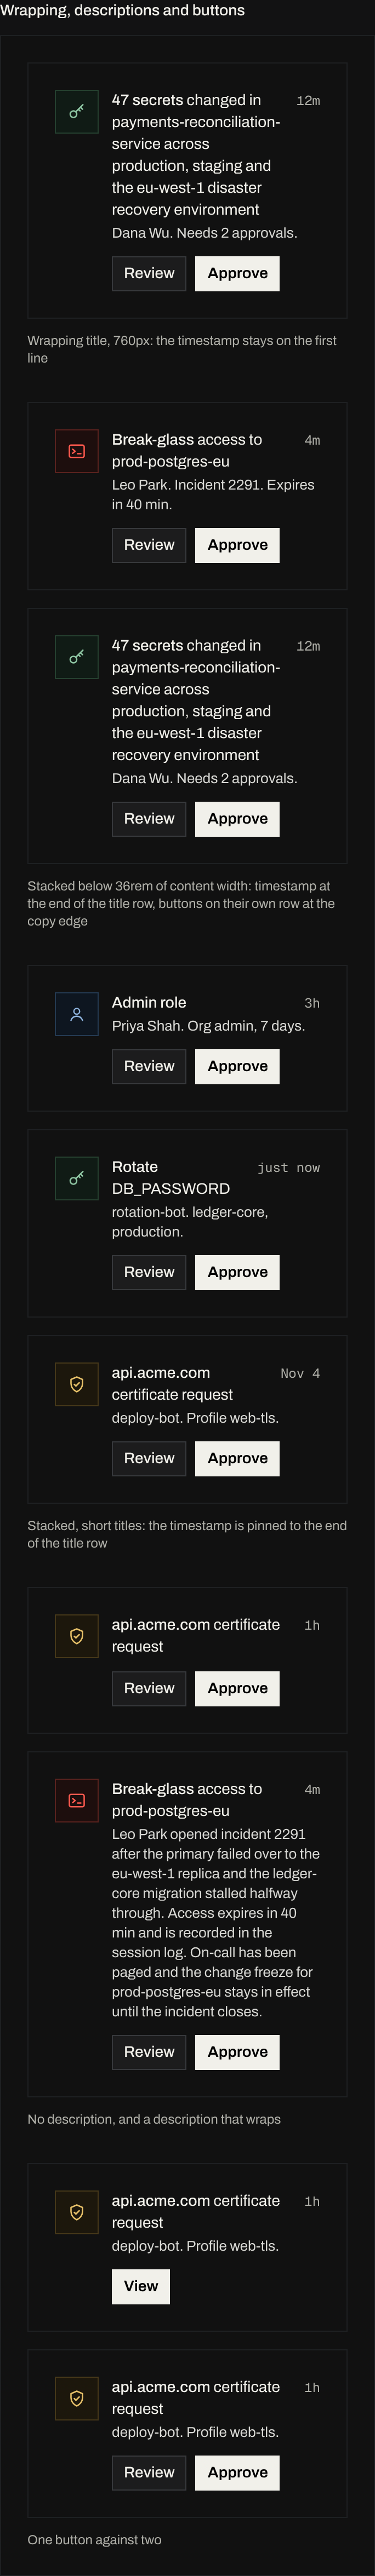 Wrapping, descriptions and buttons
47 secrets changed in 12m
payments-reconciliation-
service across
production, staging and
the eu-west-1 disaster
recovery environment
Dana Wu. Needs 2 approvals.
Review Approve
Wrapping title, 760px: the timestamp stays on the first
line
Break-glass access to 4m
prod-postgres-eu
Leo Park. Incident 2291. Expires
in 40 min.
Review Approve
47 secrets changed in 12m
payments-reconciliation-
service across
production, staging and
the eu-west-1 disaster
recovery environment
Dana Wu. Needs 2 approvals.
Review Approve
Stacked below 36rem of content width: timestamp at
the end of the title row, buttons on their own row at the
copy edge
Admin role 3h
Priya Shah. Org admin, 7 days.
Review Approve
Rotate just now
DB_PASSWORD
rotation-bot. ledger-core,
production.
Review Approve
api.acme.com Nov 4
certificate request
deploy-bot. Profile web-tls.
Review Approve
Stacked, short titles: the timestamp is pinned to the end
of the title row
api.acme.com certificate 1h
request
Review Approve
Break-glass access to 4m
prod-postgres-eu
Leo Park opened incident 2291
after the primary failed over to the
eu-west-1 replica and the ledger-
core migration stalled halfway
through. Access expires in 40
min and is recorded in the
session log. On-call has been
paged and the change freeze for
prod-postgres-eu stays in effect
until the incident closes.
Review Approve
No description, and a description that wraps
api.acme.com certificate 1h
request
deploy-bot. Profile web-tls.
View
api.acme.com certificate 1h
request
deploy-bot. Profile web-tls.
Review Approve
One button against two